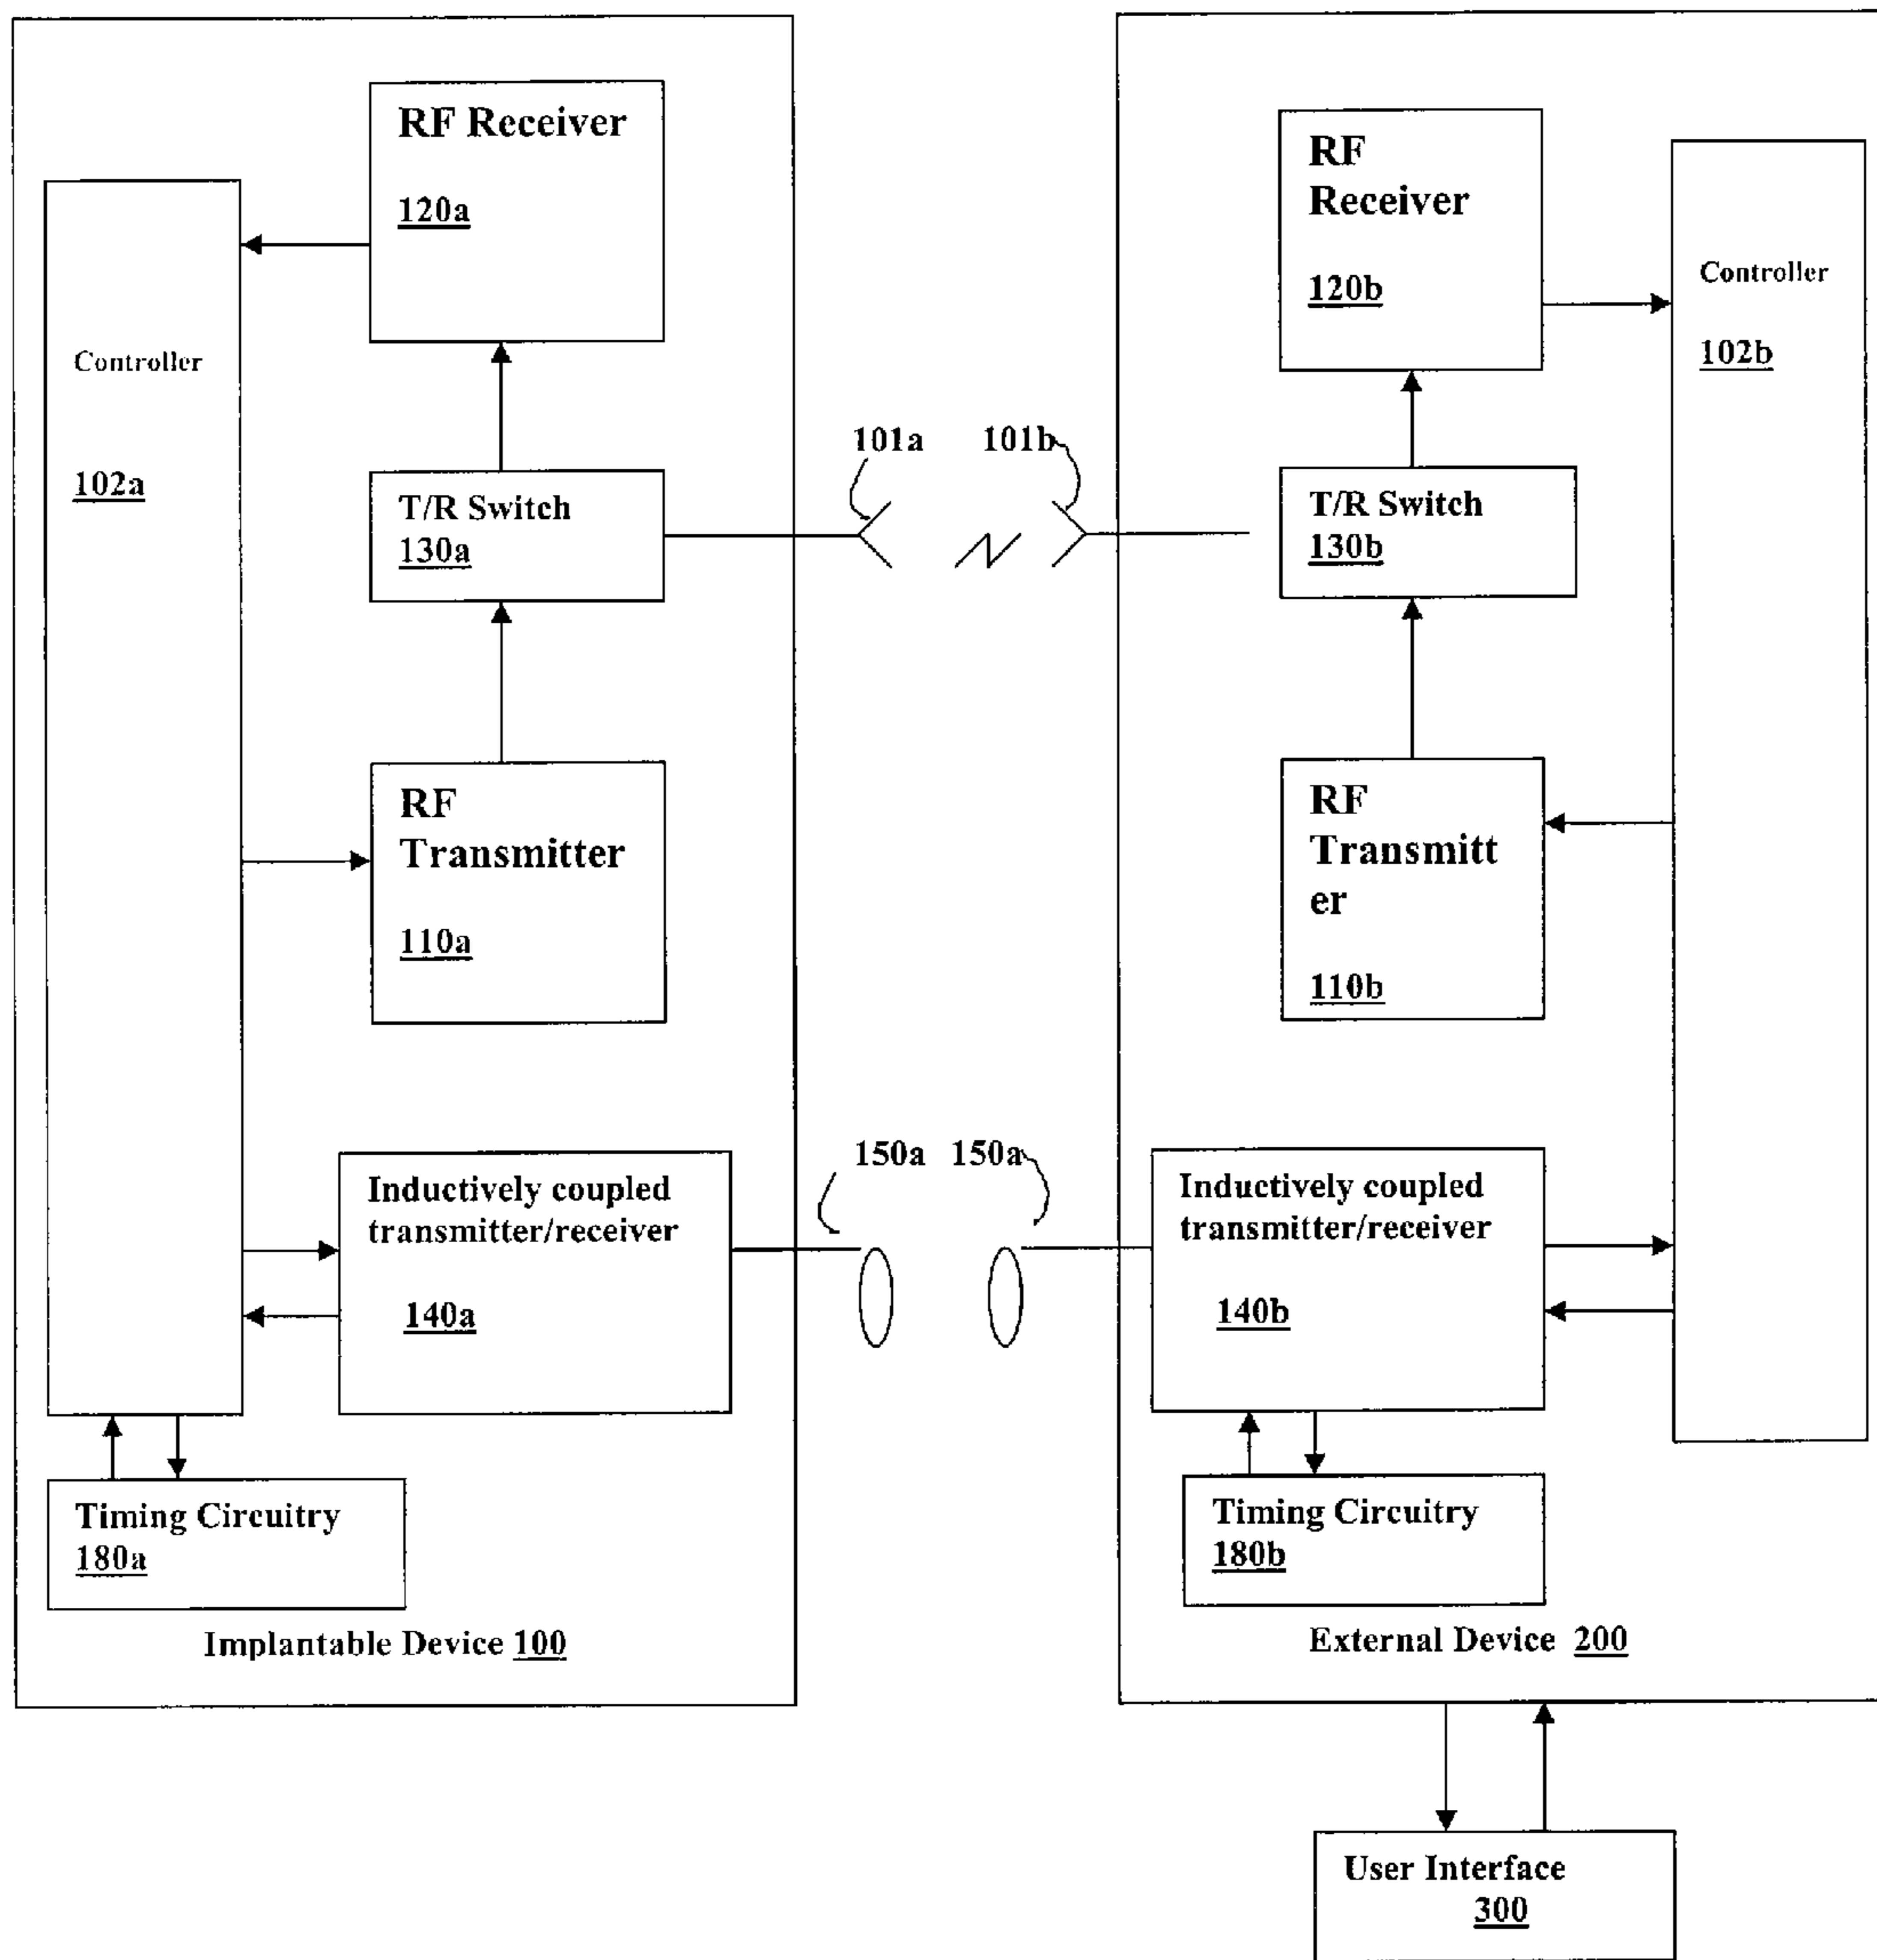 RF Receiver
120a
Controller
102a
T/R Switch
130a
RF
Transmitter
110a
Inductively coupled
transmitter/receiver
140a
Timing Circuitry
180a
Implantable Device 100
101a
101b
150a
150a
RF
Receiver
120b
Controller
102b
T/R Switch
130b
RF
Transmitt
er
110b
Inductively coupled
transmitter/receiver
140b
Timing Circuitry
180b
External Device 200
User Interface
300